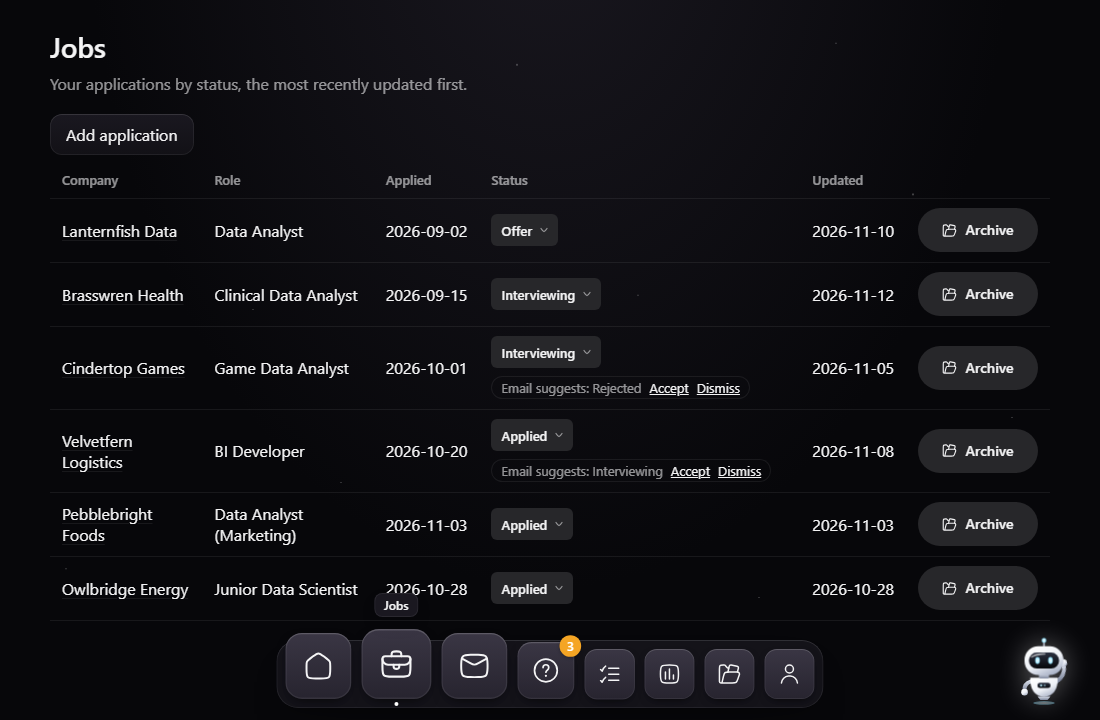 Jobs
Your applications by status, the most recently updated first.
Add application
Company Role Applied Status Updated
Lanternfish Data Data Analyst 2026-09-02 Offer 2026-11-10 Archive
Brasswren Health Clinical Data Analyst 2026-09-15 Interviewing 2026-11-12 Archive
Cindertop Games Game Data Analyst 2026-10-01 Interviewing 2026-11-05 Archive
Email suggests: Rejected Accept Dismiss
Velvetfern
Logistics BI Developer 2026-10-20 Applied 2026-11-08 Archive
Email suggests: Interviewing Accept Dismiss
Pebblebright
Foods Data Analyst
(Marketing) 2026-11-03 Applied 2026-11-03 Archive
Owlbridge Energy Junior Data Scientist 2026-10-28 Applied 2026-10-28 Archive
Jobs
3